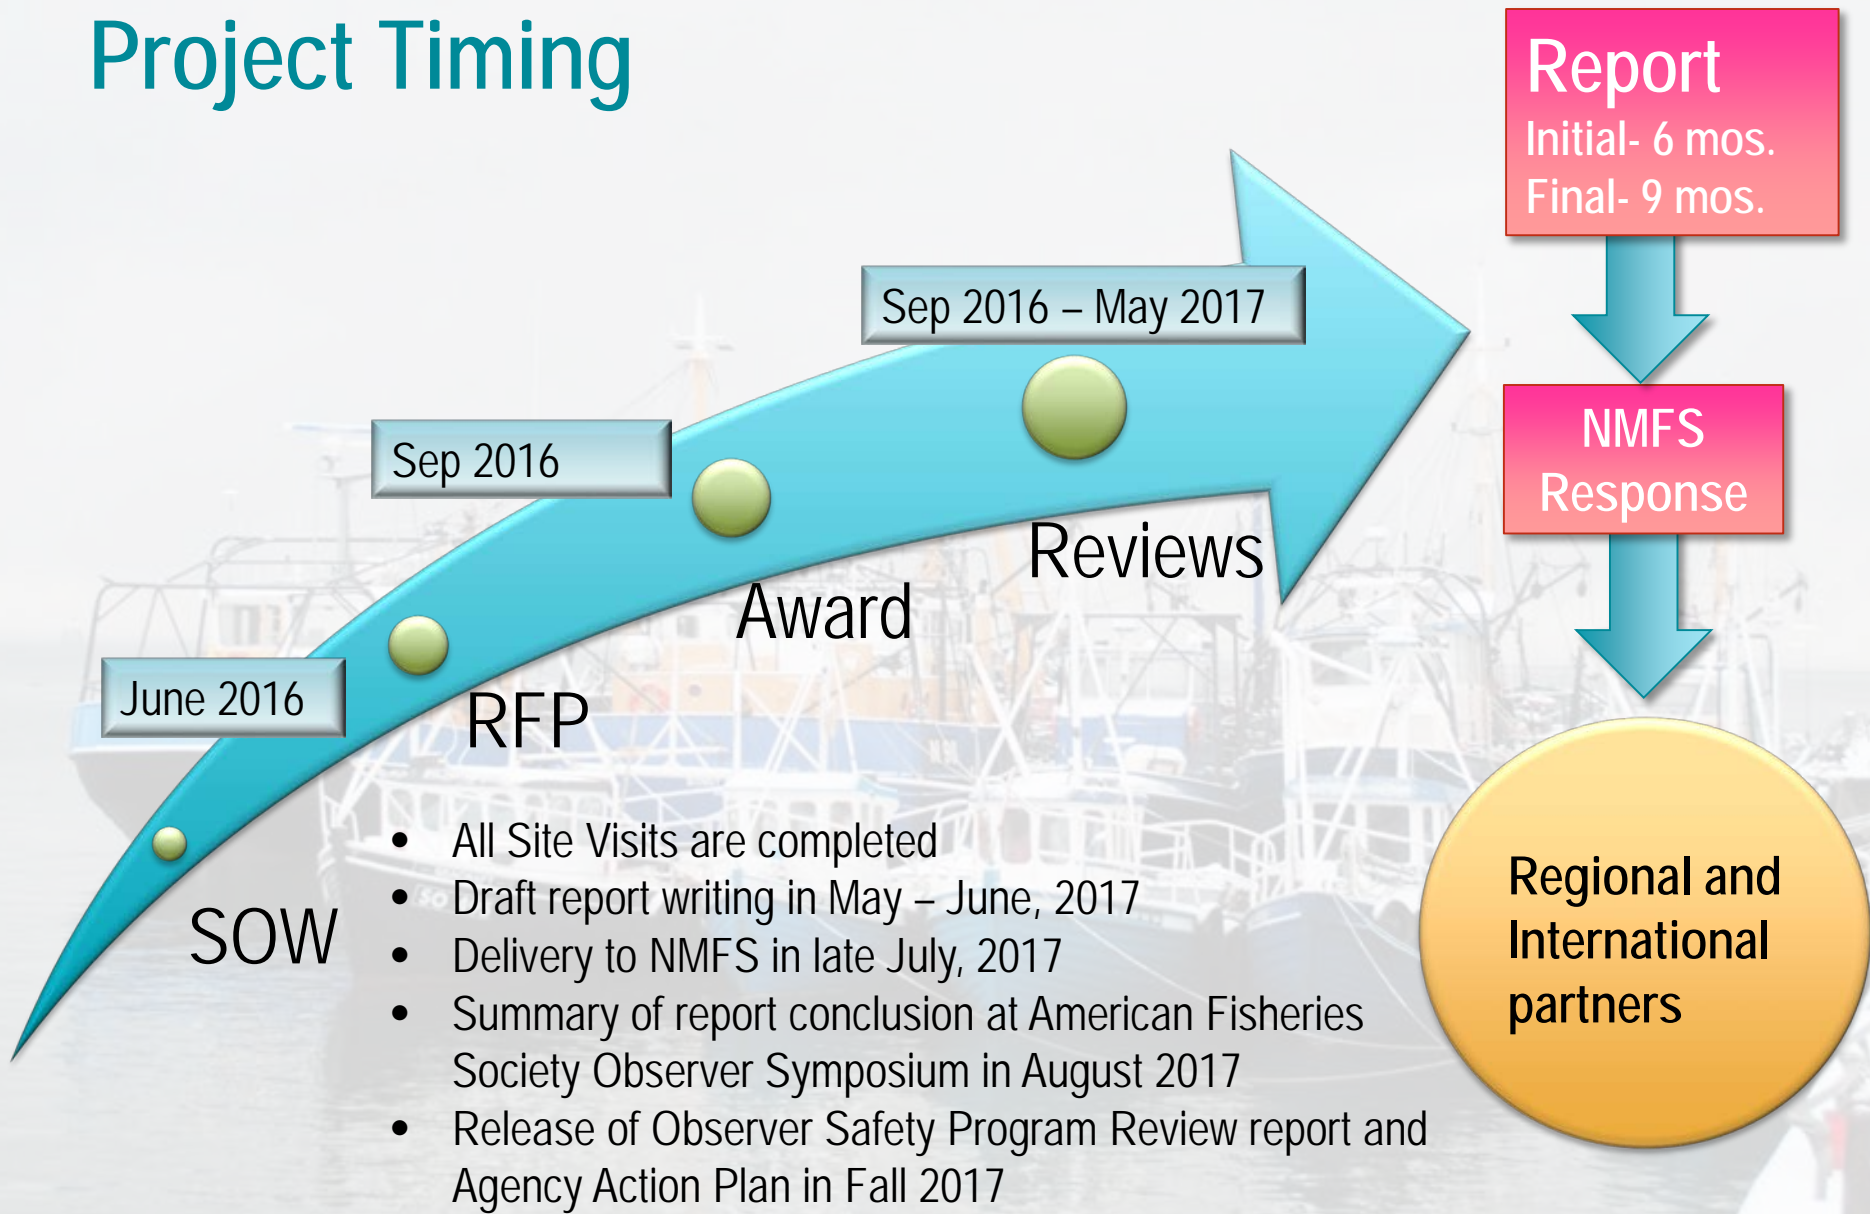 Project Timing
Report
Initial- 6 mos.
Final- 9 mos.
Sep 2016 – May 2017
NMFS
Response
Sep 2016
Reviews
Award
June 2016
RFP
SOW
• All Site Visits are completed
• Draft report writing in May – June, 2017
• Delivery to NMFS in late July, 2017
• Summary of report conclusion at American Fisheries
Society Observer Symposium in August 2017
• Release of Observer Safety Program Review report and
Agency Action Plan in Fall 2017
Regional and
International
partners